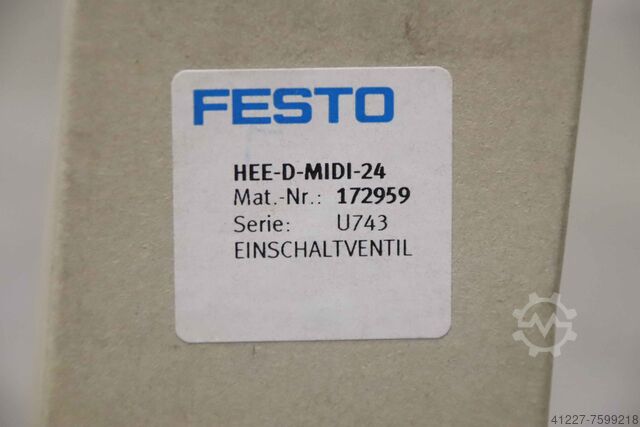 FESTO
HEE-D-MIDI-24
Mat.-Nr.: 172959
Serie: U743
EINSCHALTVENTIL
41227-7599218